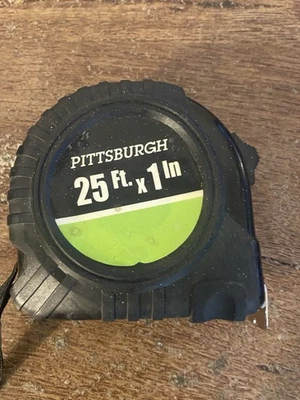 PITTSBURGH
25 Ft. x 1 In